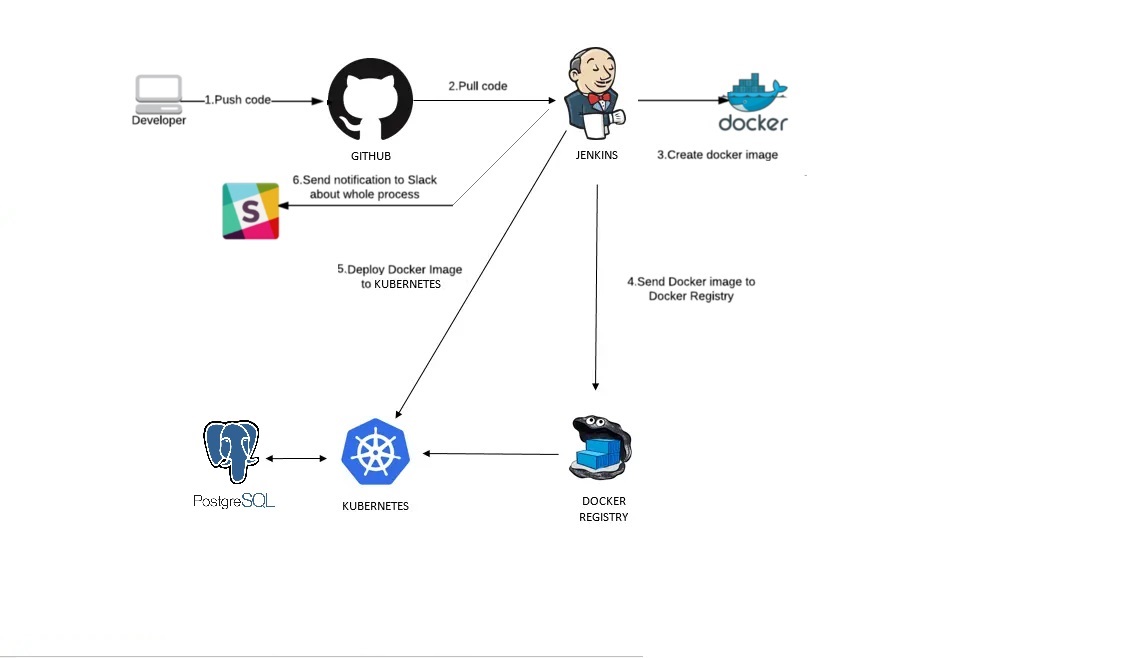 1.Push code
2.Pull code
Developer
docker
GITHUB
JENKINS
3.Create docker image
6.Send notification to Slack
about whole process
S
5.Deploy Docker Image
to KUBERNETES
4.Send Docker image to
Docker Registry
PostgreSQL
KUBERNETES
DOCKER
REGISTRY